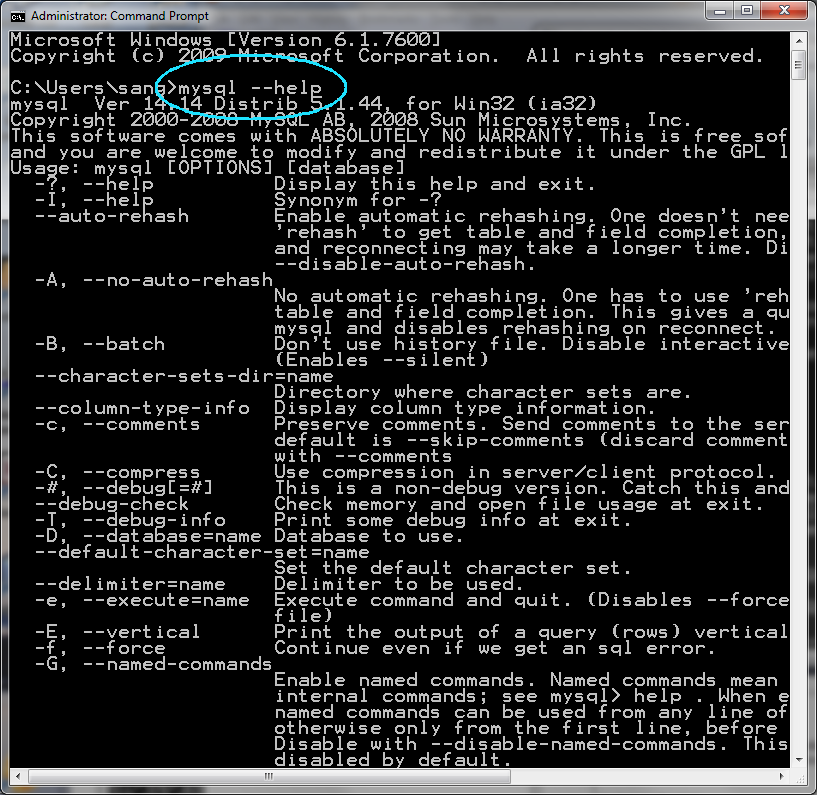 Administrator: Command Prompt
Microsoft Windows [Version 6.1.7600]
Copyright (c) 2009 Microsoft Corporation.  All rights reserved.
C:\Users\sang>mysql --help
mysql  Ver 14.14 Distrib 5.1.44, for Win32 (ia32)
Copyright 2000-2008 MySQL AB, 2008 Sun Microsystems, Inc.
This software comes with ABSOLUTELY NO WARRANTY. This is free sof
and you are welcome to modify and redistribute it under the GPL l
Usage: mysql [OPTIONS] [database]
  -?, --help          Display this help and exit.
  -I, --help          Synonym for -?
  --auto-rehash       Enable automatic rehashing. One doesn't nee
                      'rehash' to get table and field completion,
                      and reconnecting may take a longer time. Di
                      --disable-auto-rehash.
  -A, --no-auto-rehash
                      No automatic rehashing. One has to use 'reh
                      table and field completion. This gives a qu
                      mysql and disables rehashing on reconnect.
  -B, --batch         Don't use history file. Disable interactive
                      (Enables --silent)
  --character-sets-dir=name
                      Directory where character sets are.
  --column-type-info  Display column type information.
  -c, --comments      Preserve comments. Send comments to the ser
                      default is --skip-comments (discard comment
                      with --comments
  -C, --compress      Use compression in server/client protocol.
  -#, --debug[=#]     This is a non-debug version. Catch this and
  --debug-check       Check memory and open file usage at exit.
  -T, --debug-info    Print some debug info at exit.
  -D, --database=name Database to use.
  --default-character-set=name
                      Set the default character set.
  --delimiter=name    Delimiter to be used.
  -e, --execute=name  Execute command and quit. (Disables --force
                      file)
  -E, --vertical      Print the output of a query (rows) vertical
  -f, --force         Continue even if we get an sql error.
  -G, --named-commands
                      Enable named commands. Named commands mean
                      internal commands; see mysql> help . When e
                      named commands can be used from any line of
                      otherwise only from the first line, before
                      Disable with --disable-named-commands. This
                      disabled by default.